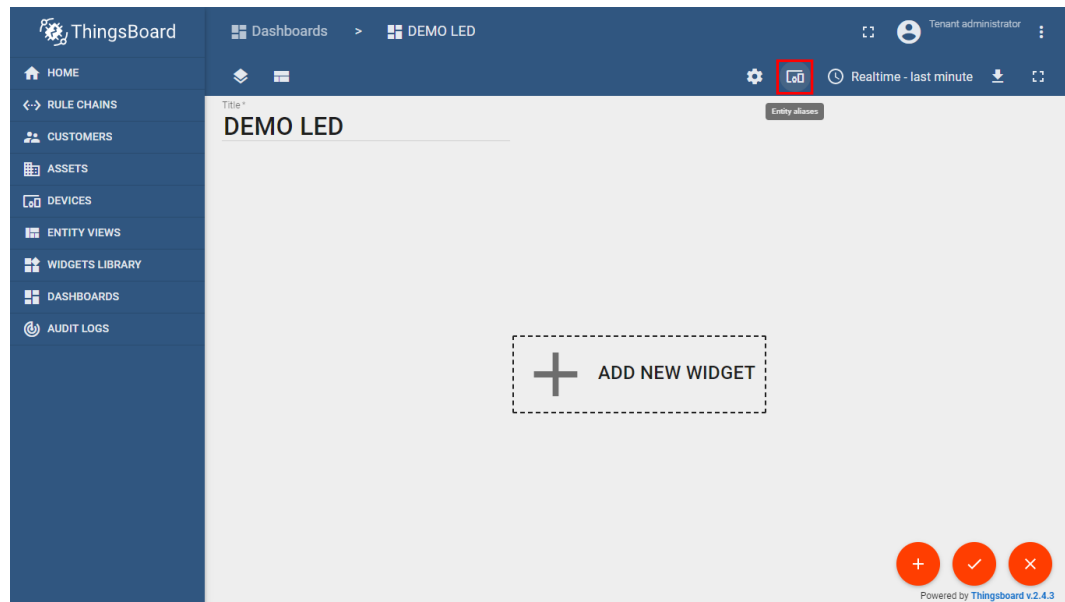 ThingsBoard
Dashboards > DEMO LED
Tenant administrator
HOME
Realtime - last minute
RULE CHAINS
Title *
Entity aliases
DEMO LED
CUSTOMERS
ASSETS
DEVICES
ENTITY VIEWS
WIDGETS LIBRARY
DASHBOARDS
AUDIT LOGS
ADD NEW WIDGET
Powered by Thingsboard v.2.4.3